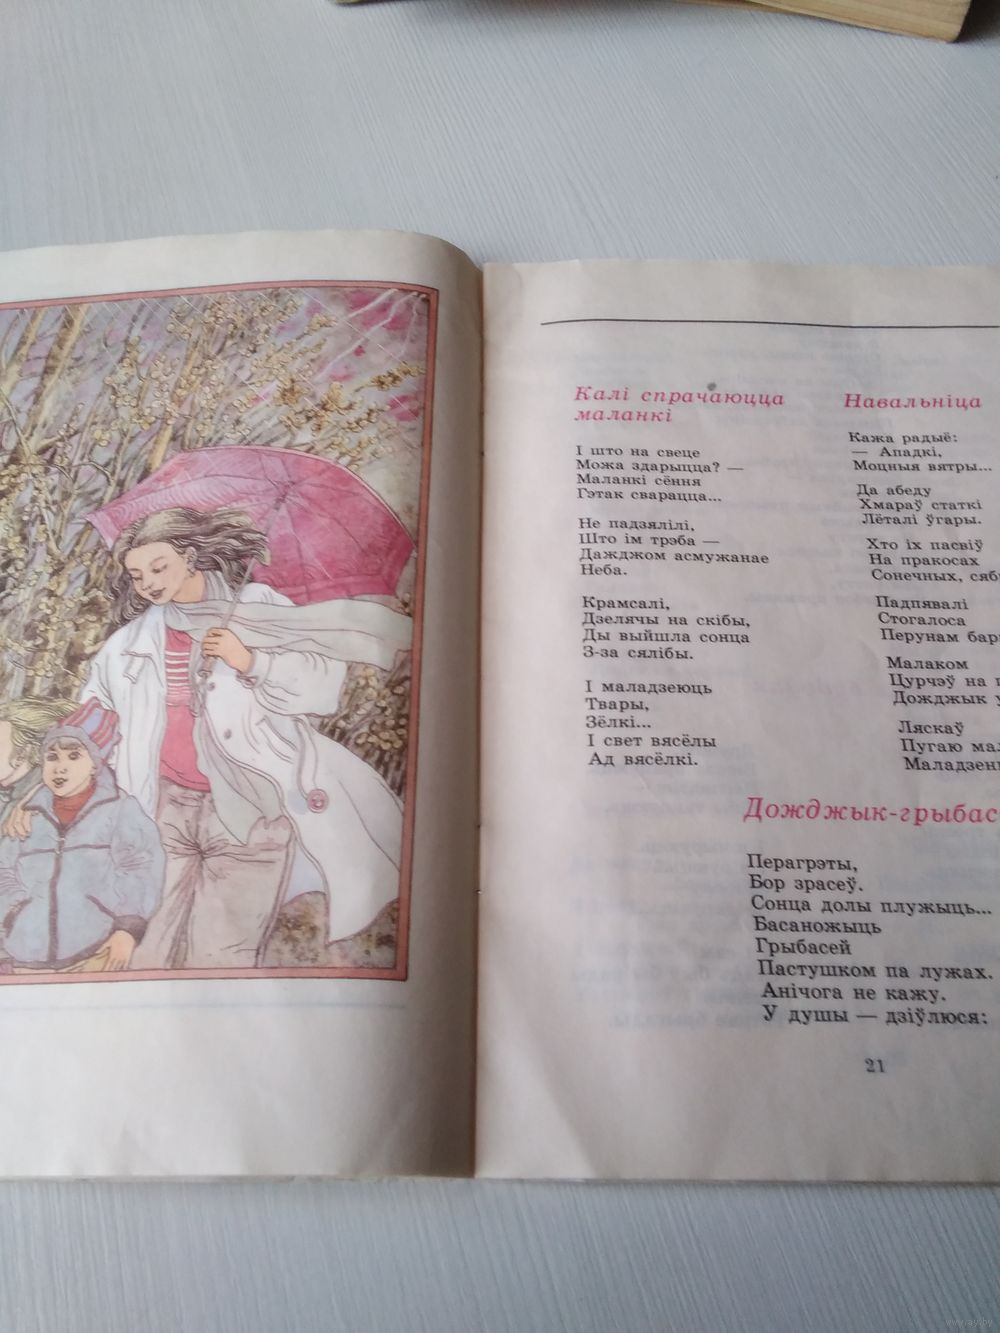 Калі спрачаюцца
маланкі
І што на свеце
Можа здарыцца? —
Маланкі сёння
Гэтак сварацца...
Не падзялілі,
Што ім трэба —
Дажджом асмужанае
Неба.
Крамсалі,
Дзелячы на скібы,
Ды выйшла сонца
З-за сялібы.
І маладзеюць
Твары,
Зёлкі...
І свет вясёлы
Ад вясёлкі.
Навальніца
Кажа радыё:
— Ападкі,
Моцныя вятры...
Да абеду
Хмараў статкі
Лёталі ўгары.
Хто іх пасвіў
На пракосах
Сонечных,
Падпявалі
Стогалоса
Перунам
Малаком
Цурчэў на
Дожджык
Ляскаў
Пугаю
Дожджык-грыбас
Перагрэты,
Бор зрасеў.
Сонца долы плужыць...
Басаножыць
Грыбасей
Пастушком па лужах.
Анічога не кажу.
У душы — дзіўлюся:
21
www.ay.by